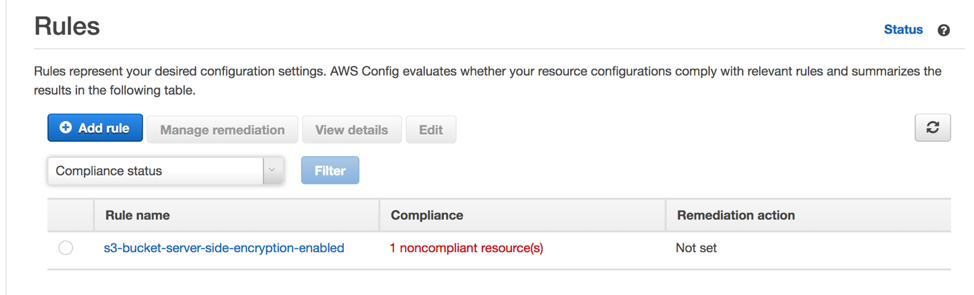 Rules
Status
Rules represent your desired configuration settings. AWS Config evaluates whether your resource configurations comply with relevant rules and summarizes the
results in the following table.
Add rule
Manage remediation
View details
Edit
Compliance status
Filter
Rule name
Compliance
Remediation action
s3-bucket-server-side-encryption-enabled
1 noncompliant resource(s)
Not set